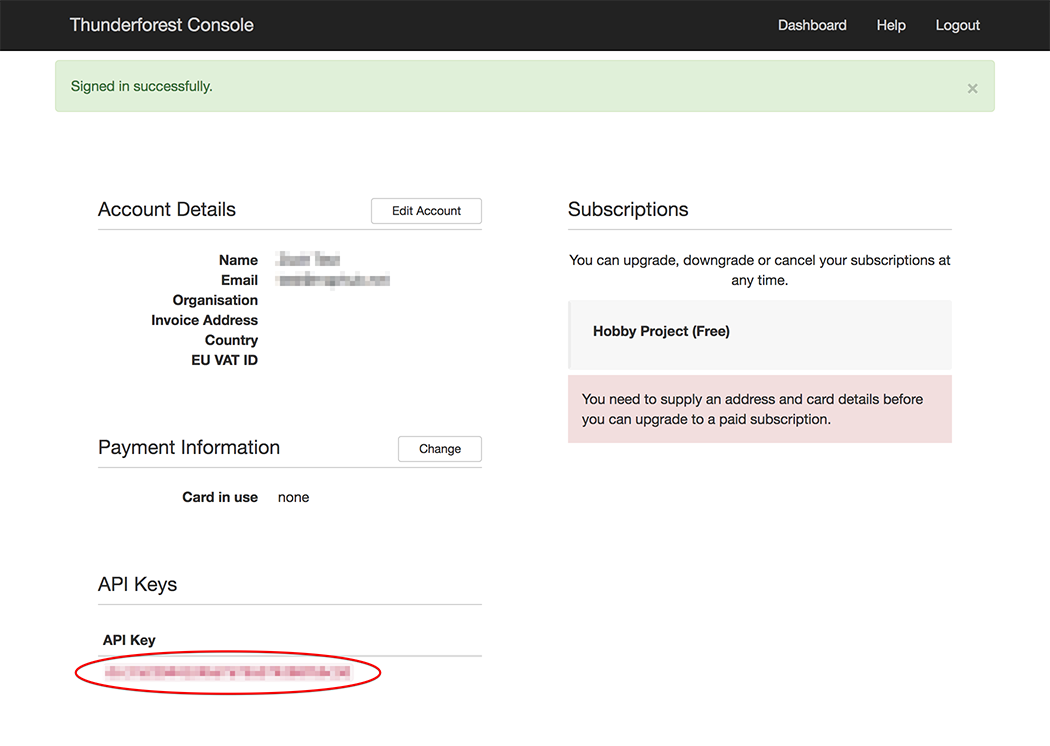 Thunderforest Console
Dashboard Help Logout
Signed in successfully.
×
Account Details
Edit Account
Name
Email
Organisation
Invoice Address
Country
EU VAT ID
Payment Information
Change
Card in use none
API Keys
API Key
Subscriptions
You can upgrade, downgrade or cancel your subscriptions at
any time.
Hobby Project (Free)
You need to supply an address and card details before
you can upgrade to a paid subscription.